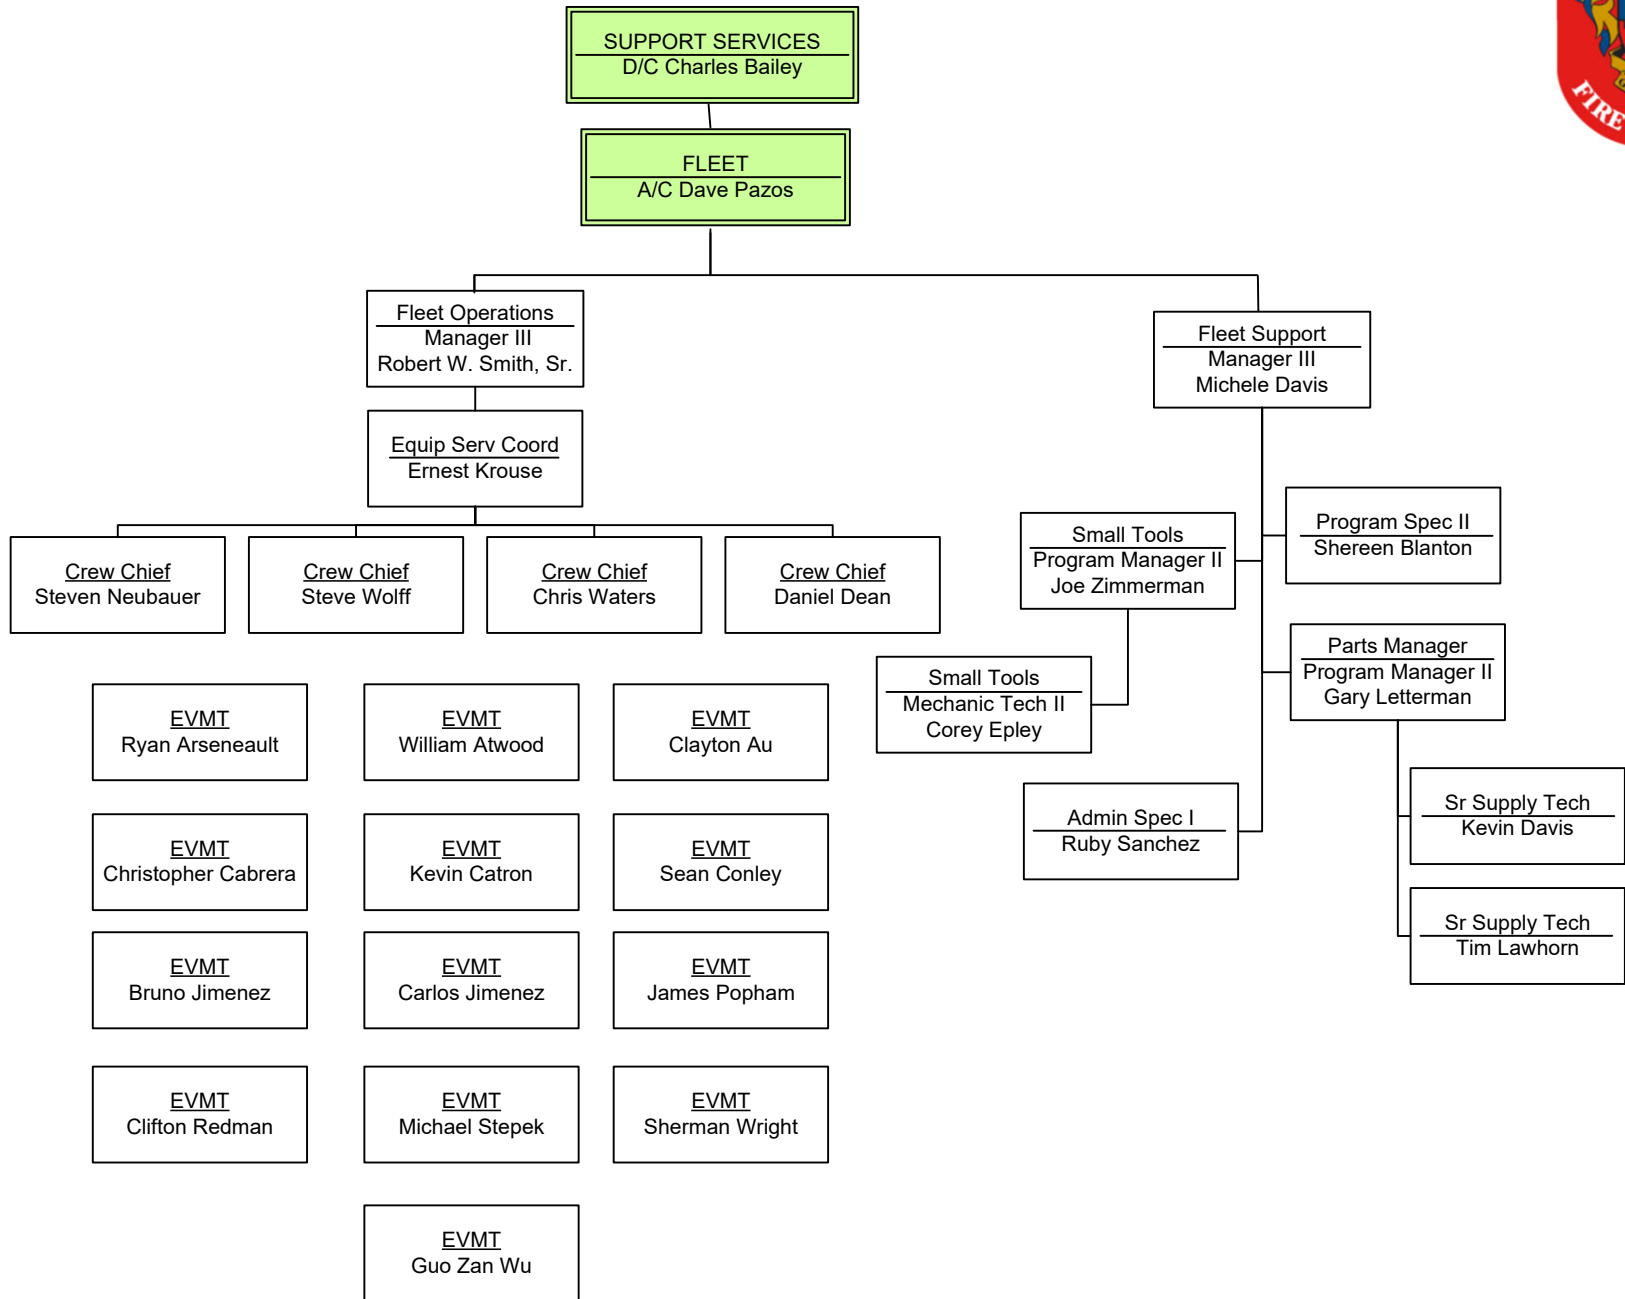 SUPPORT SERVICES
D/C Charles Bailey
FIRE
FLEET
A/C Dave Pazos
Fleet Operations
Manager III
Robert W. Smith, Sr.
Fleet Support
Manager III
Michele Davis
Equip Serv Coord
Ernest Krouse
Crew Chief
Steven Neubauer
Crew Chief
Steve Wolff
Crew Chief
Chris Waters
Crew Chief
Daniel Dean
Small Tools
Program Manager II
Joe Zimmerman
Program Spec II
Shereen Blanton
Small Tools
Mechanic Tech II
Corey Epley
Parts Manager
Program Manager II
Gary Letterman
Admin Spec I
Ruby Sanchez
Sr Supply Tech
Kevin Davis
Sr Supply Tech
Tim Lawhorn
EVMT
Ryan Arseneault
EVMT
William Atwood
EVMT
Clayton Au
EVMT
Christopher Cabrera
EVMT
Kevin Catron
EVMT
Sean Conley
EVMT
Bruno Jimenez
EVMT
Carlos Jimenez
EVMT
James Popham
EVMT
Clifton Redman
EVMT
Michael Stepek
EVMT
Sherman Wright
EVMT
Guo Zan Wu